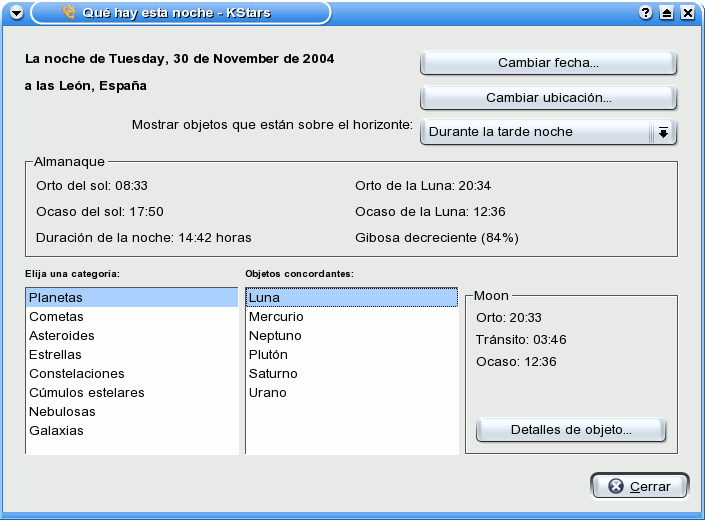 Qué hay esta noche - KStars
La noche de Tuesday, 30 de November de 2004
a las León, España
Cambiar fecha...
Cambiar ubicación...
Mostrar objetos que están sobre el horizonte:
Durante la tarde noche
Almanaque
Orto del sol: 08:33
Orto de la Luna: 20:34
Ocaso del sol: 17:50
Ocaso de la Luna: 12:36
Duración de la noche: 14:42 horas
Gibosa decreciente (84%)
Elija una categoría:
Planetas
Cometas
Asteroides
Estrellas
Constelaciones
Cúmulos estelares
Nebulosas
Galaxias
Objetos concordantes:
Luna
Mercurio
Neptuno
Plutón
Saturno
Urano
Moon
Orto: 20:33
Tránsito: 03:46
Ocaso: 12:36
Detalles de objeto...
Cerrar